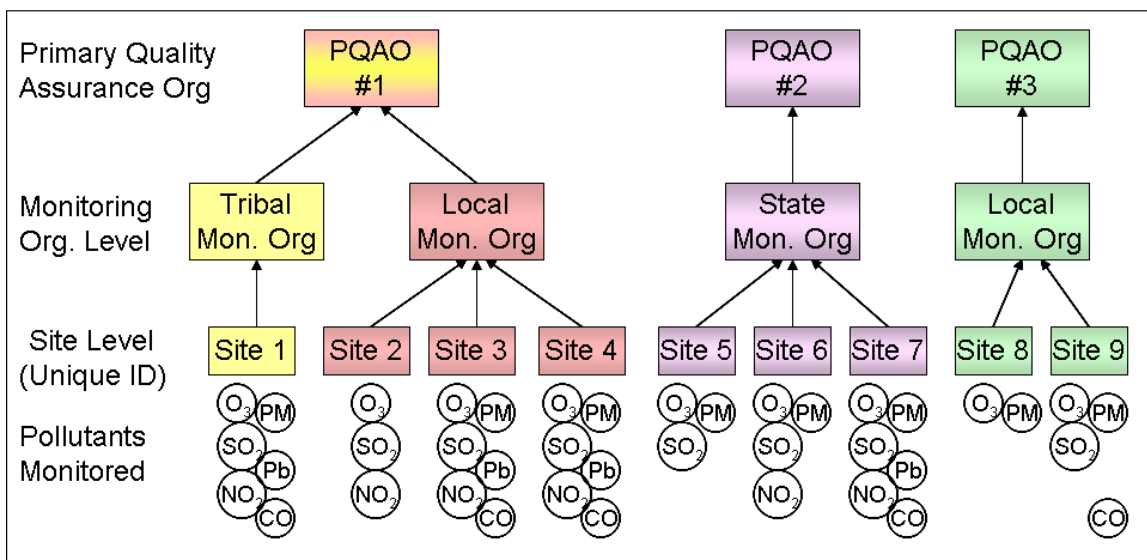 Primary Quality
Assurance Org
PQAO
#1
PQAO
#2
PQAO
#3
Monitoring
Org. Level
Tribal
Mon. Org
Local
Mon. Org
State
Mon. Org
Local
Mon. Org
Site Level
(Unique ID)
Site 1
Site 2
Site 3
Site 4
Site 5
Site 6
Site 7
Site 8
Site 9
Pollutants
Monitored
O₃ PM
SO₂
Pb
NO₂
CO
O₃
SO₂
NO₂
O₃ PM
SO₂
Pb
NO₂
CO
O₃ PM
SO₂
Pb
NO₂
CO
O₃ PM
SO₂
O₃ PM
SO₂
NO₂
O₃ PM
SO₂
Pb
NO₂
CO
O₃ PM
O₃ PM
SO₂
CO